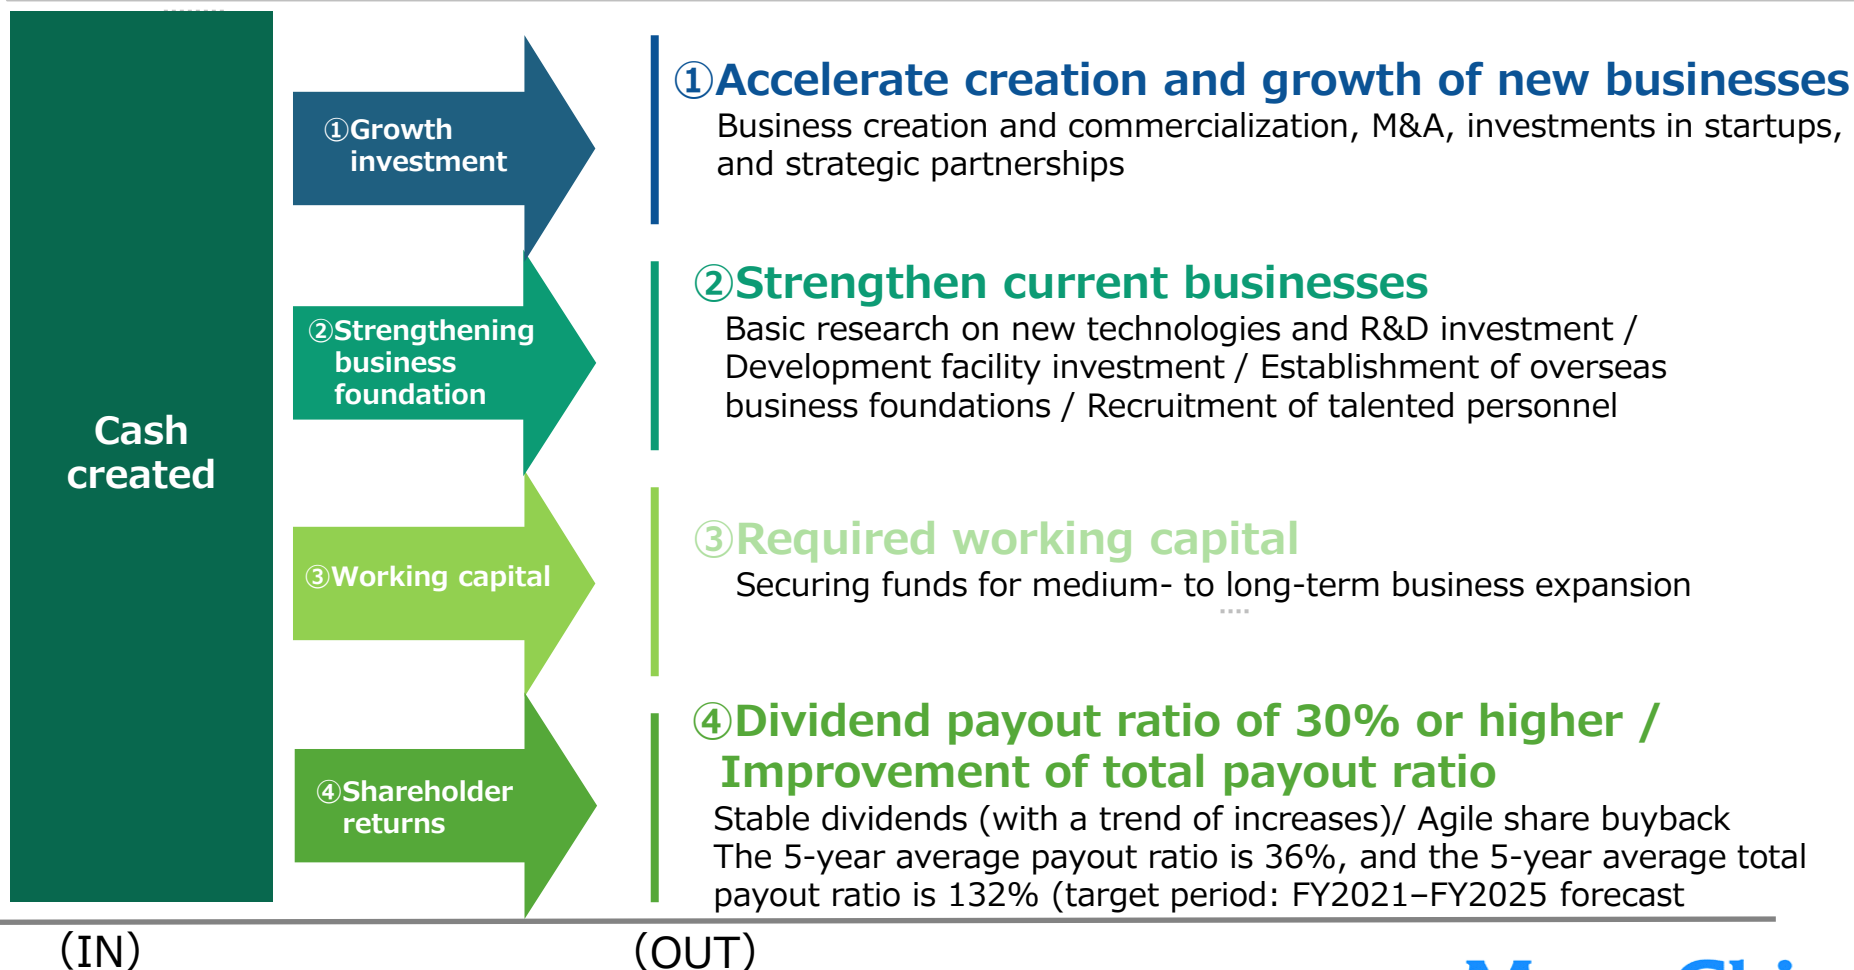 Cash
created
①Growth
investment
①Accelerate creation and growth of new businesses
Business creation and commercialization, M&A, investments in startups,
and strategic partnerships
②Strengthening
business
foundation
②Strengthen current businesses
Basic research on new technologies and R&D investment /
Development facility investment / Establishment of overseas
business foundations / Recruitment of talented personnel
③Working capital
③Required working capital
Securing funds for medium- to long-term business expansion
④Shareholder
returns
④Dividend payout ratio of 30% or higher /
Improvement of total payout ratio
Stable dividends (with a trend of increases)/ Agile share buyback
The 5-year average payout ratio is 36%, and the 5-year average total
payout ratio is 132% (target period: FY2021–FY2025 forecast
(IN)
(OUT)